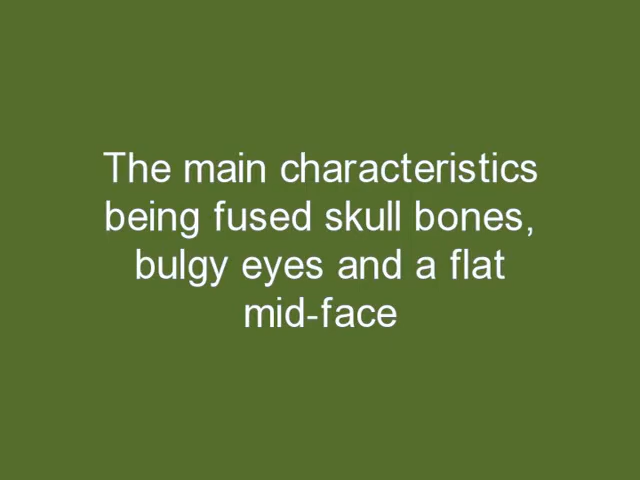 The main characteristics
being fused skull bones,
bulgy eyes and a flat
mid-face